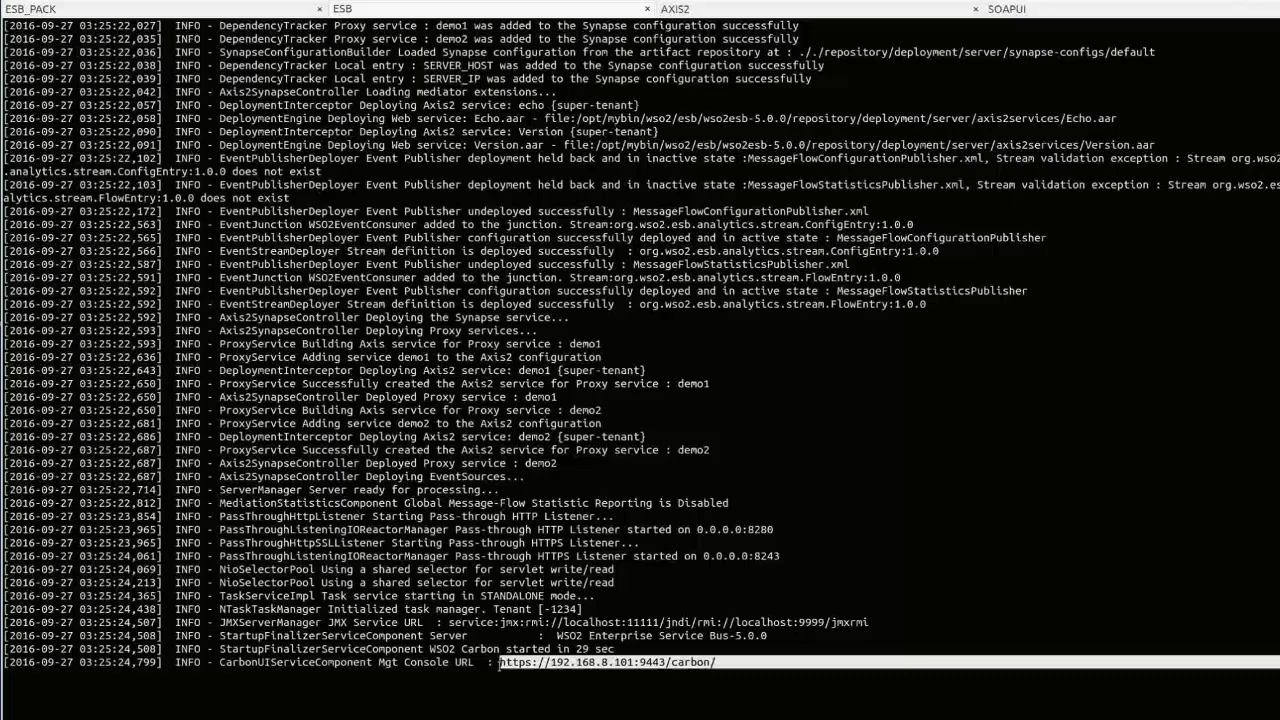 ESB_PACK × ESB × AXIS2 × SOAPUI
[2016-09-27 03:25:22,027]  INFO - DependencyTracker Proxy service : demo1 was added to the Synapse configuration successfully
[2016-09-27 03:25:22,035]  INFO - DependencyTracker Proxy service : demo2 was added to the Synapse configuration successfully
[2016-09-27 03:25:22,036]  INFO - SynapseConfigurationBuilder Loaded Synapse configuration from the artifact repository at : ././repository/deployment/server/synapse-configs/default
[2016-09-27 03:25:22,038]  INFO - DependencyTracker Local entry : SERVER_HOST was added to the Synapse configuration successfully
[2016-09-27 03:25:22,039]  INFO - DependencyTracker Local entry : SERVER_IP was added to the Synapse configuration successfully
[2016-09-27 03:25:22,042]  INFO - Axis2SynapseController Loading mediator extensions...
[2016-09-27 03:25:22,057]  INFO - DeploymentInterceptor Deploying Axis2 service: echo {super-tenant}
[2016-09-27 03:25:22,058]  INFO - DeploymentEngine Deploying Web service: Echo.aar - file:/opt/mybin/wso2/esb/wso2esb-5.0.0/repository/deployment/server/axis2services/Echo.aar
[2016-09-27 03:25:22,090]  INFO - DeploymentInterceptor Deploying Axis2 service: Version {super-tenant}
[2016-09-27 03:25:22,091]  INFO - DeploymentEngine Deploying Web service: Version.aar - file:/opt/mybin/wso2/esb/wso2esb-5.0.0/repository/deployment/server/axis2services/Version.aar
[2016-09-27 03:25:22,102]  INFO - EventPublisherDeployer Event Publisher deployment held back and in inactive state :MessageFlowConfigurationPublisher.xml, Stream validation exception : Stream org.ws
.analytics.stream.ConfigEntry:1.0.0 does not exist
[2016-09-27 03:25:22,103]  INFO - EventPublisherDeployer Event Publisher deployment held back and in inactive state :MessageFlowStatisticsPublisher.xml, Stream validation exception : Stream org.wso2.es
alytics.stream.FlowEntry:1.0.0 does not exist
[2016-09-27 03:25:22,172]  INFO - EventPublisherDeployer Event Publisher undeployed successfully : MessageFlowConfigurationPublisher.xml
[2016-09-27 03:25:22,563]  INFO - EventJunction WSO2EventConsumer added to the junction. Stream:org.wso2.esb.analytics.stream.ConfigEntry:1.0.0
[2016-09-27 03:25:22,565]  INFO - EventPublisherDeployer Event Publisher configuration successfully deployed and in active state : MessageFlowConfigurationPublisher
[2016-09-27 03:25:22,566]  INFO - EventStreamDeployer Stream definition is deployed successfully  : org.wso2.esb.analytics.stream.ConfigEntry:1.0.0
[2016-09-27 03:25:22,587]  INFO - EventPublisherDeployer Event Publisher undeployed successfully : MessageFlowStatisticsPublisher.xml
[2016-09-27 03:25:22,591]  INFO - EventJunction WSO2EventConsumer added to the junction. Stream:org.wso2.esb.analytics.stream.FlowEntry:1.0.0
[2016-09-27 03:25:22,592]  INFO - EventPublisherDeployer Event Publisher configuration successfully deployed and in active state : MessageFlowStatisticsPublisher
[2016-09-27 03:25:22,592]  INFO - EventStreamDeployer Stream definition is deployed successfully  : org.wso2.esb.analytics.stream.FlowEntry:1.0.0
[2016-09-27 03:25:22,592]  INFO - Axis2SynapseController Deploying the Synapse service...
[2016-09-27 03:25:22,593]  INFO - Axis2SynapseController Deploying Proxy services...
[2016-09-27 03:25:22,593]  INFO - ProxyService Building Axis service for Proxy service : demo1
[2016-09-27 03:25:22,636]  INFO - ProxyService Adding service demo1 to the Axis2 configuration
[2016-09-27 03:25:22,643]  INFO - DeploymentInterceptor Deploying Axis2 service: demo1 {super-tenant}
[2016-09-27 03:25:22,650]  INFO - ProxyService Successfully created the Axis2 service for Proxy service : demo1
[2016-09-27 03:25:22,650]  INFO - Axis2SynapseController Deployed Proxy service : demo1
[2016-09-27 03:25:22,650]  INFO - ProxyService Building Axis service for Proxy service : demo2
[2016-09-27 03:25:22,681]  INFO - ProxyService Adding service demo2 to the Axis2 configuration
[2016-09-27 03:25:22,686]  INFO - DeploymentInterceptor Deploying Axis2 service: demo2 {super-tenant}
[2016-09-27 03:25:22,687]  INFO - ProxyService Successfully created the Axis2 service for Proxy service : demo2
[2016-09-27 03:25:22,687]  INFO - Axis2SynapseController Deployed Proxy service : demo2
[2016-09-27 03:25:22,687]  INFO - Axis2SynapseController Deploying EventSources...
[2016-09-27 03:25:22,714]  INFO - ServerManager Server ready for processing...
[2016-09-27 03:25:22,812]  INFO - MediationStatisticsComponent Global Message-Flow Statistic Reporting is Disabled
[2016-09-27 03:25:23,854]  INFO - PassThroughHttpListener Starting Pass-through HTTP Listener...
[2016-09-27 03:25:23,965]  INFO - PassThroughListeningIOReactorManager Pass-through HTTP Listener started on 0.0.0.0:8280
[2016-09-27 03:25:23,965]  INFO - PassThroughHttpSSLListener Starting Pass-through HTTPS Listener...
[2016-09-27 03:25:24,061]  INFO - PassThroughListeningIOReactorManager Pass-through HTTPS Listener started on 0.0.0.0:8243
[2016-09-27 03:25:24,069]  INFO - NioSelectorPool Using a shared selector for servlet write/read
[2016-09-27 03:25:24,213]  INFO - NioSelectorPool Using a shared selector for servlet write/read
[2016-09-27 03:25:24,365]  INFO - TaskServiceImpl Task service starting in STANDALONE mode...
[2016-09-27 03:25:24,438]  INFO - NTaskTaskManager Initialized task manager. Tenant [-1234]
[2016-09-27 03:25:24,507]  INFO - JMXServerManager JMX Service URL  : service:jmx:rmi://localhost:11111/jndi/rmi://localhost:9999/jmxrmi
[2016-09-27 03:25:24,508]  INFO - StartupFinalizerServiceComponent Server           :  WSO2 Enterprise Service Bus-5.0.0
[2016-09-27 03:25:24,508]  INFO - StartupFinalizerServiceComponent WSO2 Carbon started in 29 sec
[2016-09-27 03:25:24,799]  INFO - CarbonUIServiceComponent Mgt Console URL  : https://192.168.8.101:9443/carbon/